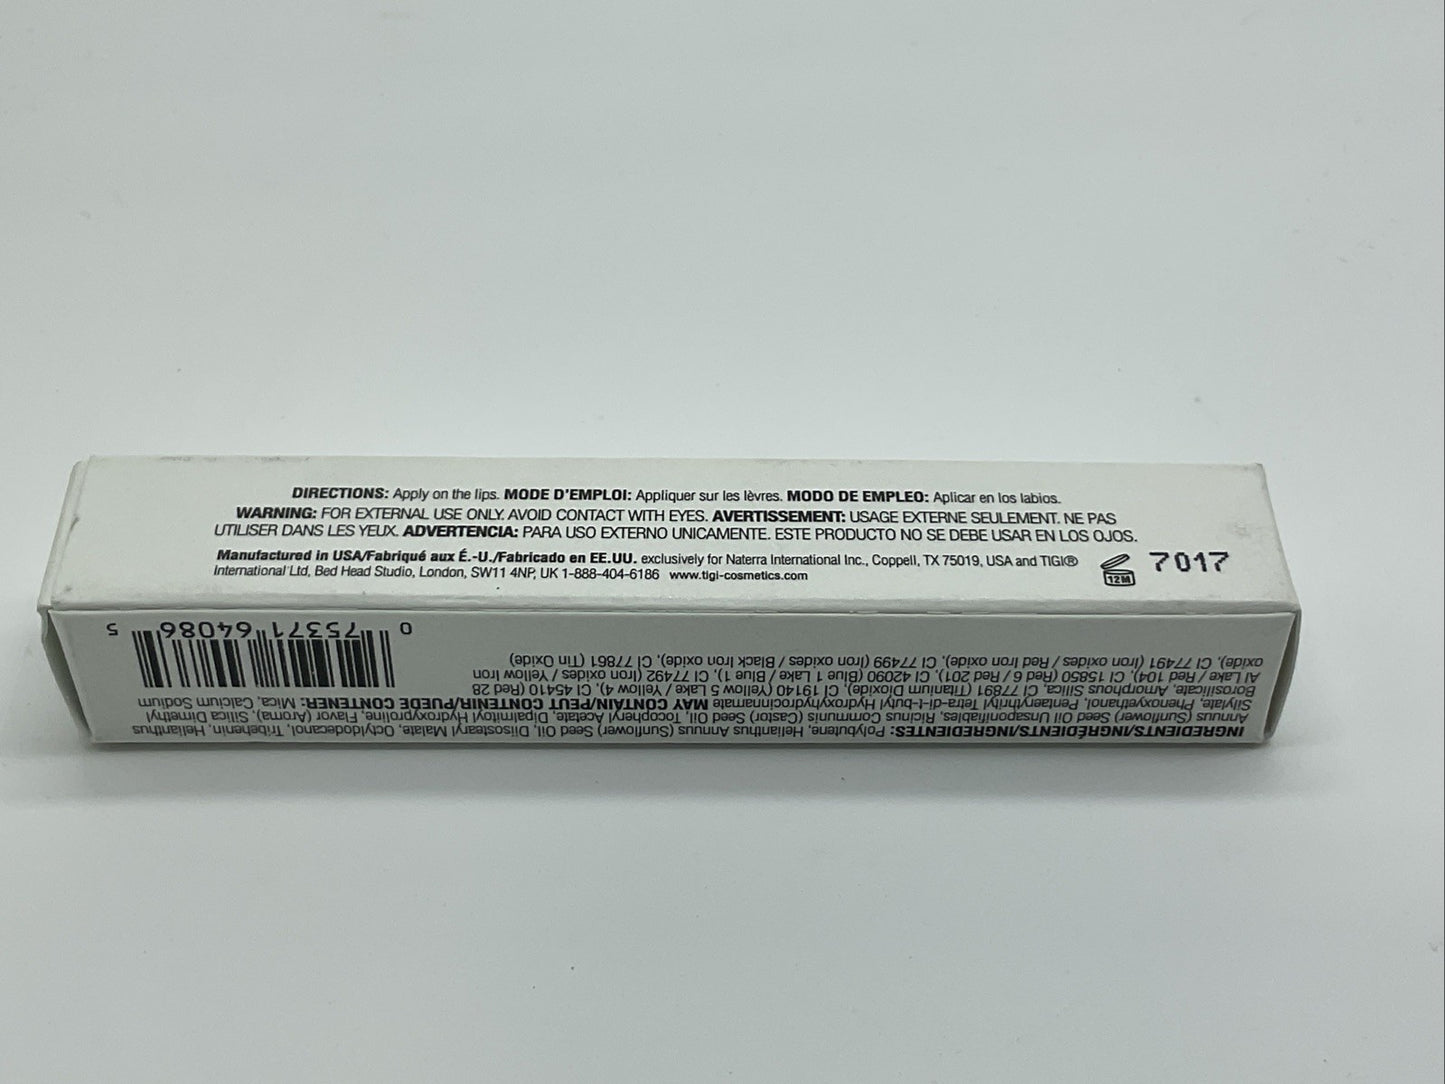 DIRECTIONS: Apply on the lips. MODE D'EMPLOI: Appliquer sur les lèvres. MODO DE EMPLEO: Aplicar en los labios.
WARNING: FOR EXTERNAL USE ONLY. AVOID CONTACT WITH EYES. AVERTISSEMENT: USAGE EXTERNE SEULEMENT. NE PAS
UTILISER DANS LES YEUX. ADVERTENCIA: PARA USO EXTERNO UNICAMENTE. ESTE PRODUCTO NO SE DEBE USAR EN LOS OJOS.
Manufactured in USA/Fabriqué aux É.-U./Fabricado en EE.UU. exclusively for Naterra International Inc., Coppell, TX 75019, USA and TIGI®
International Ltd, Bed Head Studio, London, SW11 4NP, UK 1-888-404-6186 www.tigi-cosmetics.com
12M
7017
INGREDIENTS/INGRÉDIENTS/INGREDIENTES: Polybutene, Helianthus Annuus (Sunflower) Seed Oil, Diisostearyl Malate, Octyldodecanol, Tribehenin, Helianthus
Annuus (Sunflower) Seed Oil Unsaponifiables, Ricinus Communis (Castor) Seed Oil, Tocopheryl Acetate, Dipalmitoyl Hydroxyproline, Flavor (Aroma), Silica Dimethyl
Silylate, Phenoxyethanol, Pentaerythrityl Tetra-di-t-butyl Hydroxyhydrocinnamate MAY CONTAIN/PEUT CONTENIR/PUEDE CONTENER: Mica, Calcium Sodium
Borosilicate, Amorphous Silica, CI 77891 (Titanium Dioxide), CI 19140 (Yellow 5 Lake / Yellow 4), CI 45410 (Red 28
Al Lake / Red 104), CI 15850 (Red 6 / Red 201), CI 42090 (Blue 1 Lake / Blue 1), CI 77492 (Iron oxides / Yellow Iron
oxide), CI 77491 (Iron oxides / Red Iron oxide), CI 77499 (Iron oxides / Black Iron oxide), CI 77861 (Tin Oxide)
0 75371 64086 5